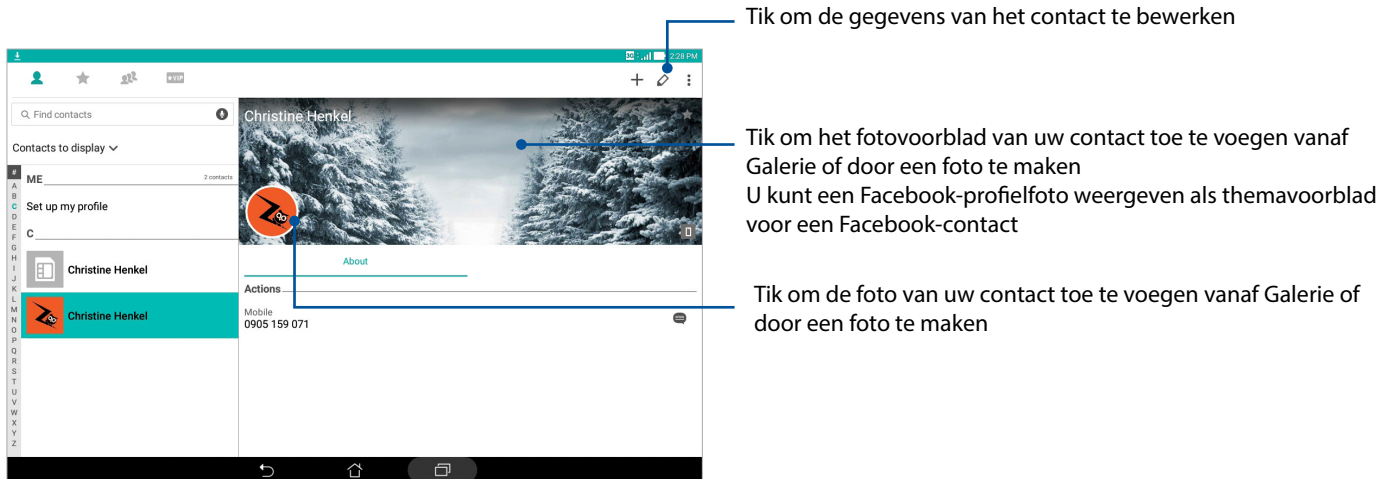 Tik om de gegevens van het contact te bewerken
3G 2:28 PM
VIP
Find contacts
Contacts to display
Christine Henkel
Tik om het fotovoorblad van uw contact toe te voegen vanaf
Galerie of door een foto te maken
U kunt een Facebook-profielfoto weergeven als themavoorblad
voor een Facebook-contact
#
A
B
C
D
E
F
G
H
I
J
K
L
M
N
O
P
Q
R
S
T
U
V
W
X
Y
Z
ME 2 contacts
Set up my profile
C
Christine Henkel
Christine Henkel
Zoo
About
Actions
Mobile
0905 159 071
Tik om de foto van uw contact toe te voegen vanaf Galerie of
door een foto te maken